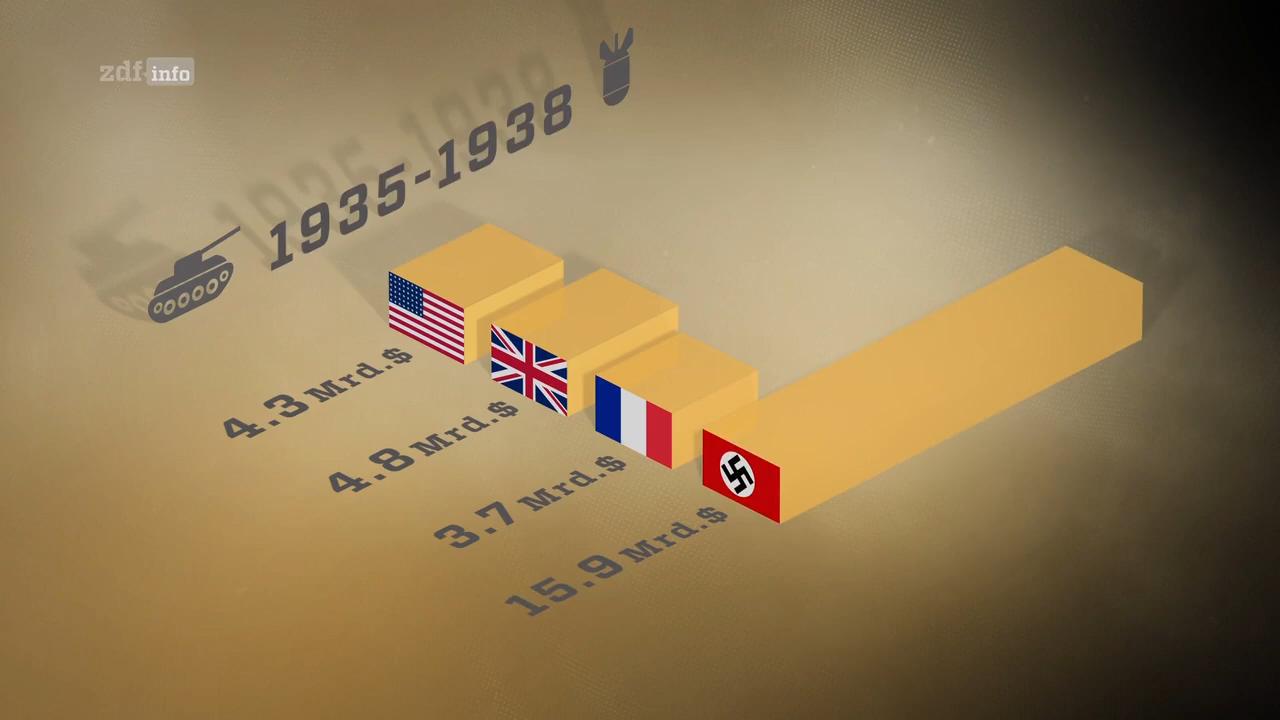 zdf info
1935-1938
4.3 Mrd.$
4.8 Mrd.$
3.7 Mrd.$
15.9 Mrd.$